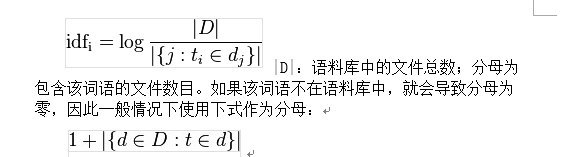 idfᵢ = log |D| / |{j : tᵢ ∈ dⱼ}| |D|：语料库中的文件总数；分母为
包含该词语的文件数目。如果该词语不在语料库中，就会导致分母为
零，因此一般情况下使用下式作为分母：
1 + |{d ∈ D : t ∈ d}|